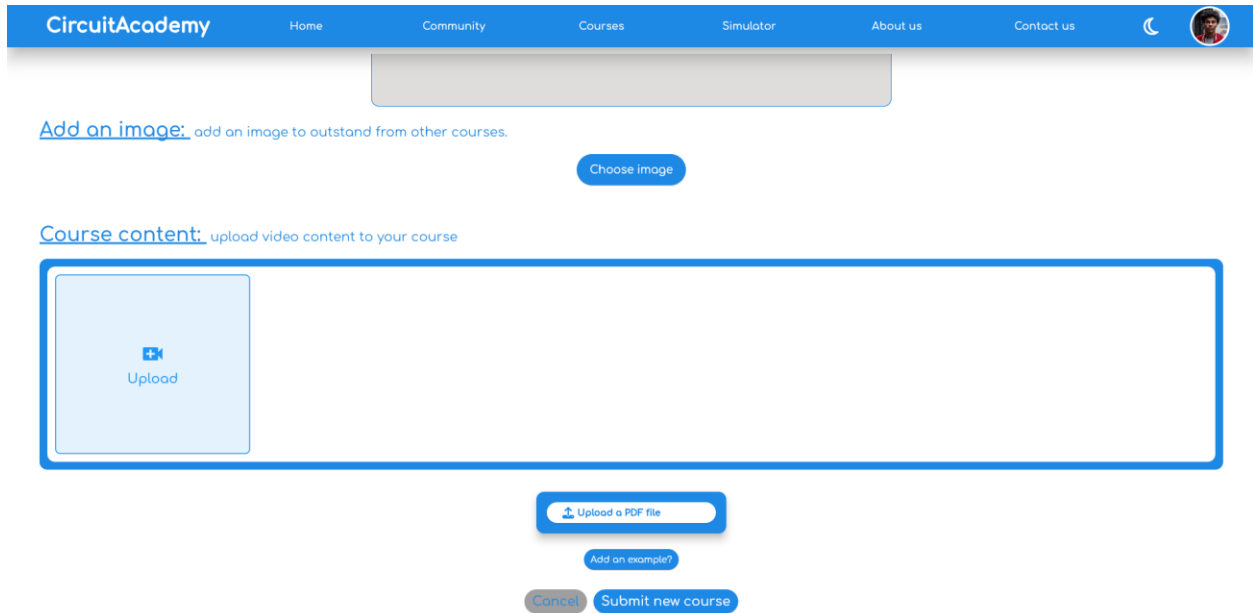 CircuitAcademy Home Community Courses Simulator About us Contact us
Add an image: add an image to outstand from other courses.
Choose image
Course content: upload video content to your course
Upload
Upload a PDF file
Add an example?
Cancel Submit new course